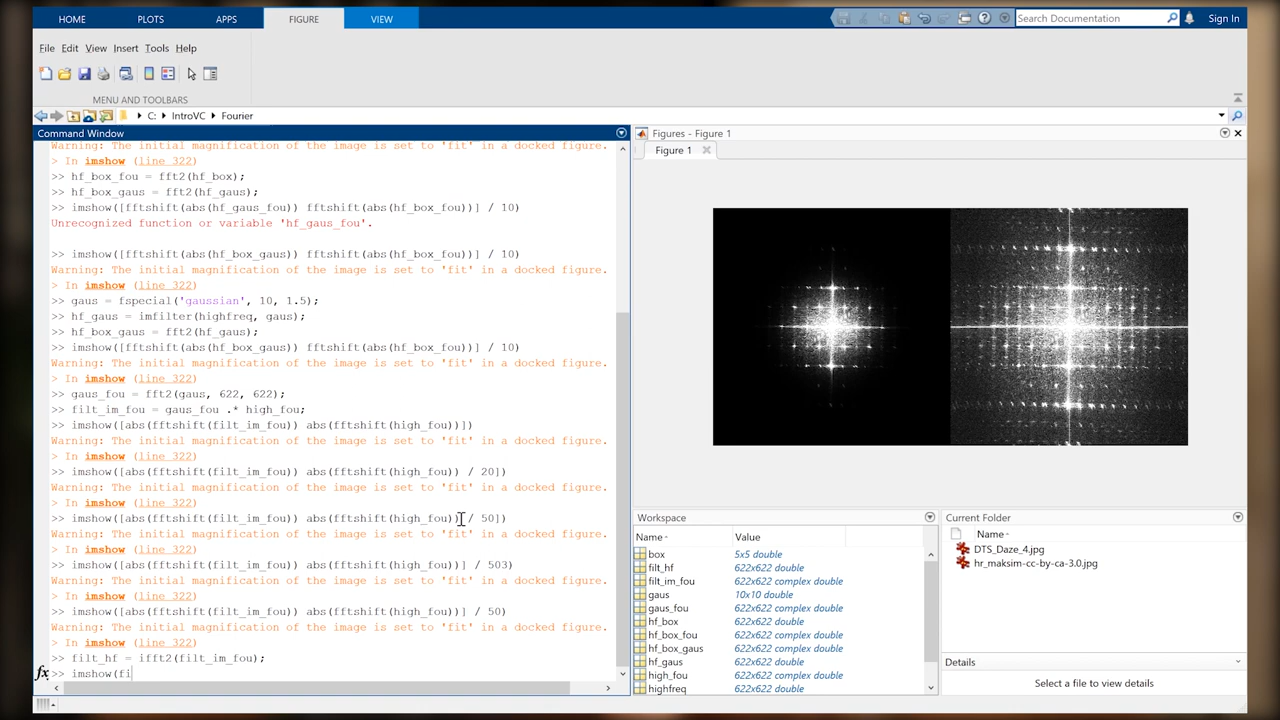 HOME PLOTS APPS FIGURE VIEW Search Documentation Sign In
File Edit View Insert Tools Help
MENU AND TOOLBARS
C: IntroVC Fourier
Command Window
Warning: The initial magnification of the image is set to 'fit' in a docked figure.
> In imshow (line 322)
>> hf_box_fou = fft2(hf_box);
>> hf_box_gaus = fft2(hf_gaus);
>> imshow([fftshift(abs(hf_gaus_fou)) fftshift(abs(hf_box_fou))] / 10)
Unrecognized function or variable 'hf_gaus_fou'.
>> imshow([fftshift(abs(hf_box_gaus)) fftshift(abs(hf_box_fou))] / 10)
Warning: The initial magnification of the image is set to 'fit' in a docked figure.
> In imshow (line 322)
>> gaus = fspecial('gaussian', 10, 1.5);
>> hf_gaus = imfilter(highfreq, gaus);
>> hf_box_gaus = fft2(hf_gaus);
>> imshow([fftshift(abs(hf_box_gaus)) fftshift(abs(hf_box_fou))] / 10)
Warning: The initial magnification of the image is set to 'fit' in a docked figure.
> In imshow (line 322)
>> gaus_fou = fft2(gaus, 622, 622);
>> filt_im_fou = gaus_fou .* high_fou;
>> imshow([abs(fftshift(filt_im_fou)) abs(fftshift(high_fou))])
Warning: The initial magnification of the image is set to 'fit' in a docked figure.
> In imshow (line 322)
>> imshow([abs(fftshift(filt_im_fou)) abs(fftshift(high_fou)) / 20])
Warning: The initial magnification of the image is set to 'fit' in a docked figure.
> In imshow (line 322)
>> imshow([abs(fftshift(filt_im_fou)) abs(fftshift(high_fou)) / 50])
Warning: The initial magnification of the image is set to 'fit' in a docked figure.
> In imshow (line 322)
>> imshow([abs(fftshift(filt_im_fou)) abs(fftshift(high_fou))] / 503)
Warning: The initial magnification of the image is set to 'fit' in a docked figure.
> In imshow (line 322)
>> imshow([abs(fftshift(filt_im_fou)) abs(fftshift(high_fou))] / 50)
Warning: The initial magnification of the image is set to 'fit' in a docked figure.
> In imshow (line 322)
>> filt_hf = ifft2(filt_im_fou);
fx >> imshow(fi
Figures - Figure 1
Figure 1
Workspace
Name Value
box 5x5 double
filt_hf 622x622 double
filt_im_fou 622x622 complex double
gaus 10x10 double
gaus_fou 622x622 complex double
hf_box 622x622 double
hf_box_fou 622x622 complex double
hf_box_gaus 622x622 complex double
hf_gaus 622x622 double
high_fou 622x622 complex double
highfreq 622x622 double
Current Folder
Name
DTS_Daze_4.jpg
hr_maksim-cc-by-ca-3.0.jpg
Details
Select a file to view details